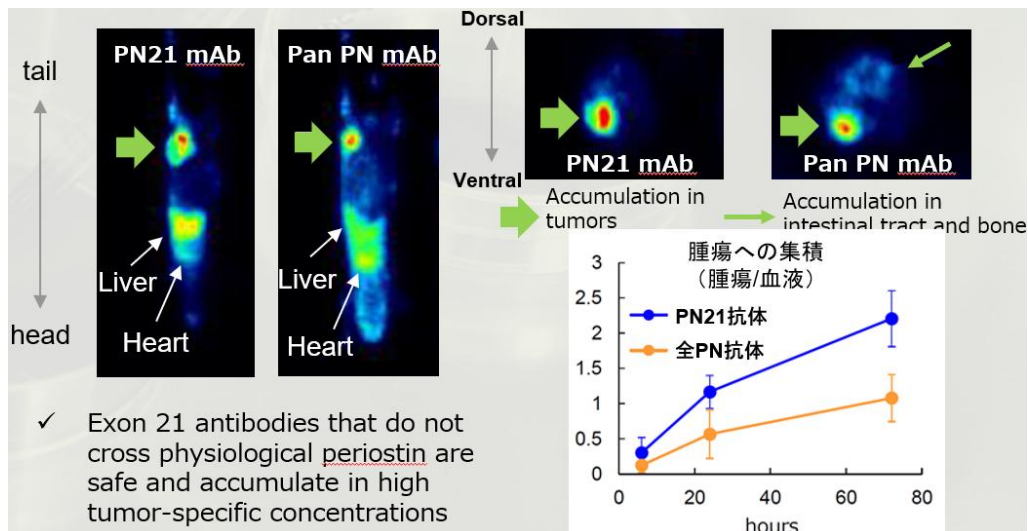 tail
head
PN21 mAb
Liver
Heart
Pan PN mAb
Liver
Heart
Dorsal
Ventral
PN21 mAb
Pan PN mAb
Accumulation in
tumors
Accumulation in
intestinal tract and bone
腫瘍への集積
（腫瘍/血液）
3
2.5
2
1.5
1
0.5
0
PN21抗体
全PN抗体
0
20
40
60
80
hours
✓ Exon 21 antibodies that do not
cross physiological periostin are
safe and accumulate in high
tumor-specific concentrations